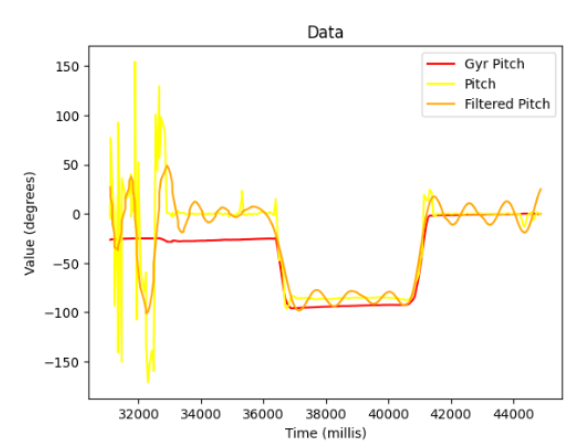 Data
Gyr Pitch
Pitch
Filtered Pitch
Value (degrees)
150
100
50
0
−50
−100
−150
32000 34000 36000 38000 40000 42000 44000
Time (millis)